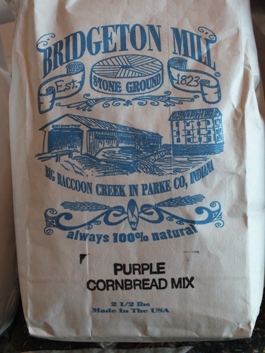 BRIDGETON MILL
Est. 1823
STONE GROUND
BIG RACCOON CREEK IN PARKE CO, INDIANA
always 100% natural
PURPLE
CORNBREAD MIX
2 1/2 lbs
Made In The USA